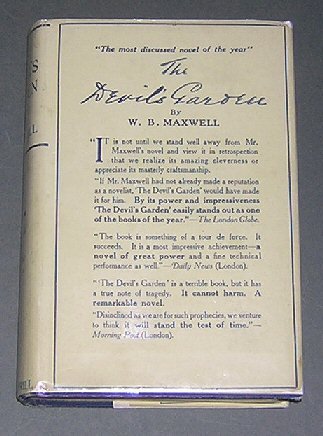 "The most discussed novel of the year"
The
Devil's Garden
BY
W. B. MAXWELL
"IT is not until we stand well away from Mr.
Maxwell's novel and view it in retrospection
that we realize its amazing cleverness or
appreciate its masterly craftsmanship.
"If Mr. Maxwell had not already made a reputation
as a novelist, 'The Devil's Garden' would have made
it for him. By its power and impressiveness
'The Devil's Garden' easily stands out as one
of the books of the year."—The London Globe.
"The book is something of a tour de force. It
succeeds. It is a most impressive achievement—a
novel of great power and a fine technical
performance as well."—Daily News (London).
"'The Devil's Garden' is a terrible book, but it has
a true note of tragedy. It cannot harm. A
remarkable novel.
"Disinclined as we are for such prophecies, we venture
to think it will stand the test of time."—
Morning Post (London).
S
N
LL
RILL